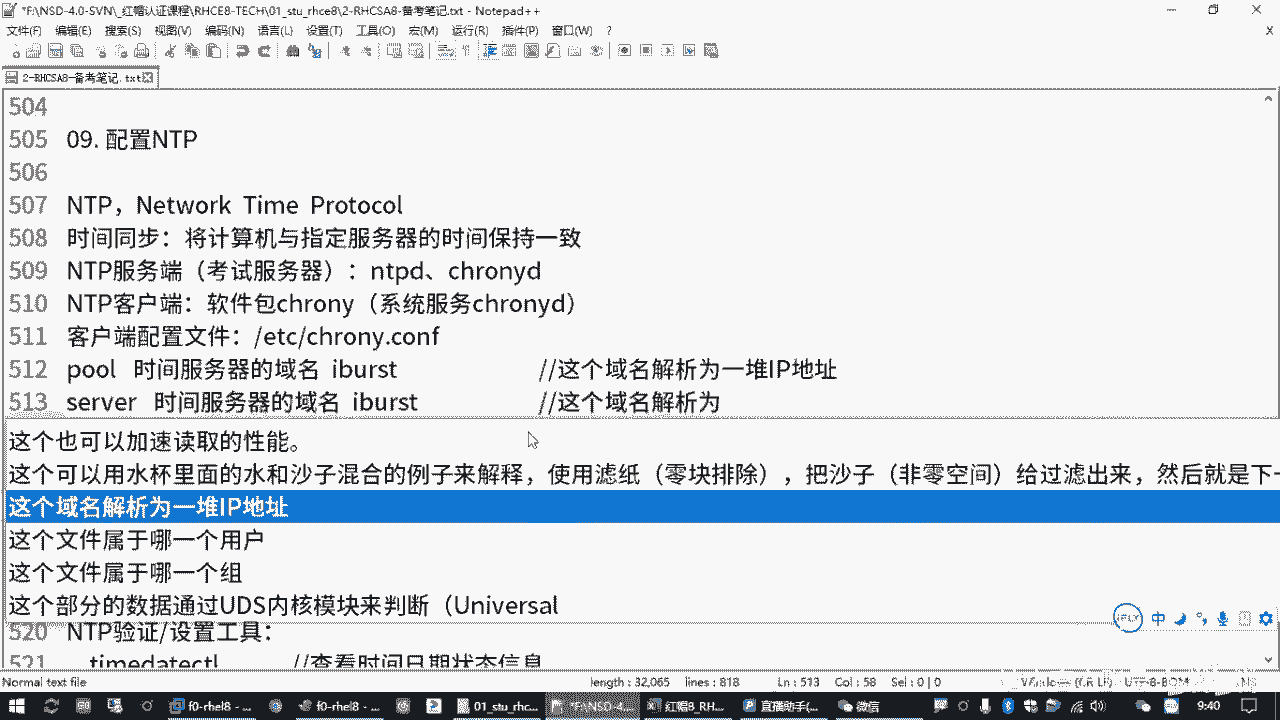 *F:\NSD-4.0-SVN\_红帽认证课程\RHCE8-TECH\01_stu_rhce8\2-RHCSA8-备考笔记.txt - Notepad++
文件(F) 编辑(E) 搜索(S) 视图(V) 编码(N) 语言(L) 设置(T) 工具(O) 宏(M) 运行(R) 插件(P) 窗口(W) ? X
2-RHCSA8-备考笔记.txt
504
505 09. 配置NTP
506
507 NTP，Network Time Protocol
508 时间同步：将计算机与指定服务器的时间保持一致
509 NTP服务端（考试服务器）：ntpd、chronyd
510 NTP客户端：软件包chrony（系统服务chronyd）
511 客户端配置文件：/etc/chrony.conf
512 pool 时间服务器的域名 iburst //这个域名解析为一堆IP地址
513 server 时间服务器的域名 iburst //这个域名解析为
这个也可以加速读取的性能。
这个可以用水杯里面的水和沙子混合的例子来解释，使用滤纸（零块排除），把沙子（非零空间）给过滤出来，然后就是下一
这个域名解析为一堆IP地址
这个文件属于哪一个用户
这个文件属于哪一个组
这个部分的数据通过UDS内核模块来判断（Universal
520 NTP验证/设置工具：
521 timedatectl //查看时间日期状态信息
iFLY 中
Normal text file length : 32,065 lines : 818 Ln : 513 Col : 58 Sel : 0 | 0 UTF-8-BOM
f0-rhel8 - ... f0-rhel8 - ... 01_stu_rhc... *F:\NSD-4.... 红帽8_RH... 直播助手(... 微信 中 9:40